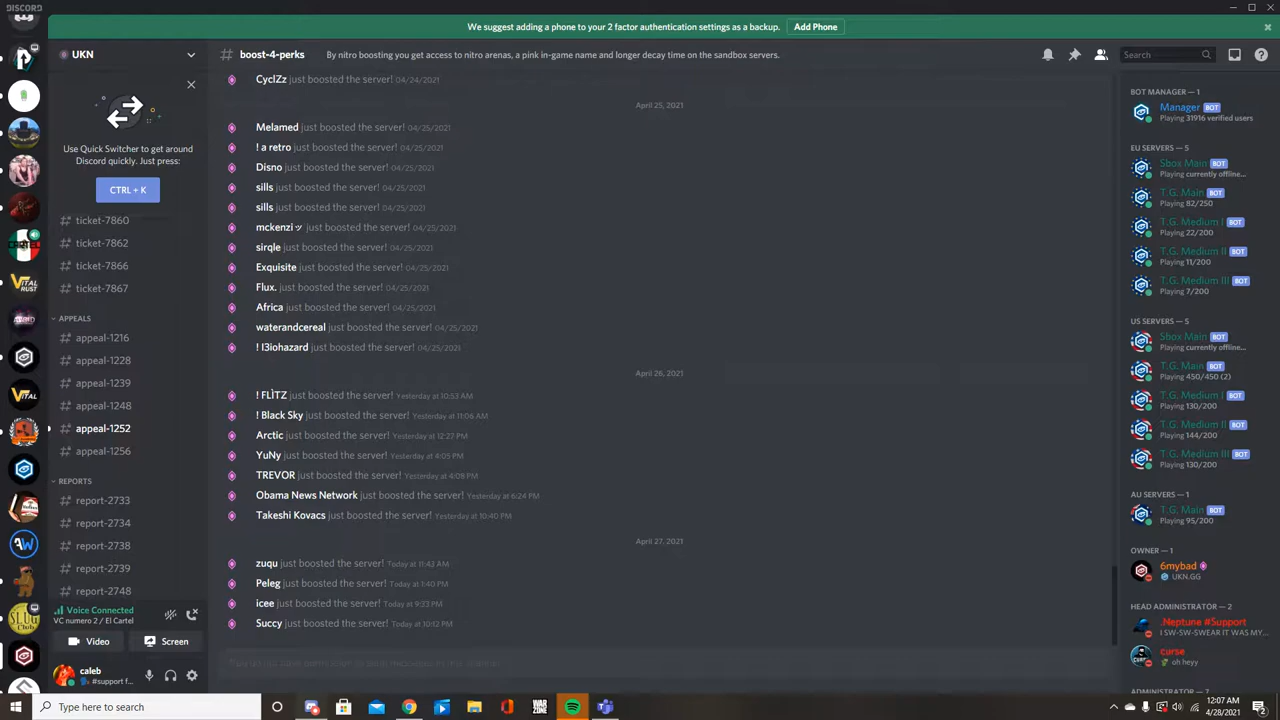 DISCORD
We suggest adding a phone to your 2 factor authentication settings as a backup. Add Phone
UKN
Use Quick Switcher to get around
Discord quickly. Just press:
CTRL + K
# ticket-7860
# ticket-7862
# ticket-7866
# ticket-7867
APPEALS
# appeal-1216
# appeal-1228
# appeal-1239
# appeal-1248
# appeal-1252
# appeal-1256
REPORTS
# report-2733
# report-2734
# report-2738
# report-2739
# report-2748
Voice Connected
VC numero 2 / El Cartel
Video
Screen
caleb
#support f...
# boost-4-perks
By nitro boosting you get access to nitro arenas, a pink in-game name and longer decay time on the sandbox servers.
Search
CyclZz just boosted the server! 04/24/2021
April 25, 2021
Melamed just boosted the server! 04/25/2021
! a retro just boosted the server! 04/25/2021
Disno just boosted the server! 04/25/2021
sills just boosted the server! 04/25/2021
sills just boosted the server! 04/25/2021
mckenziッ just boosted the server! 04/25/2021
sirqle just boosted the server! 04/25/2021
Exquisite just boosted the server! 04/25/2021
Flux. just boosted the server! 04/25/2021
Africa just boosted the server! 04/25/2021
waterandcereal just boosted the server! 04/25/2021
! I3iohazard just boosted the server! 04/25/2021
April 26, 2021
! FLITZ just boosted the server! Yesterday at 10:53 AM
! Black Sky just boosted the server! Yesterday at 11:06 AM
Arctic just boosted the server! Yesterday at 12:27 PM
YuNy just boosted the server! Yesterday at 4:05 PM
TREVOR just boosted the server! Yesterday at 4:08 PM
Obama News Network just boosted the server! Yesterday at 6:24 PM
Takeshi Kovacs just boosted the server! Yesterday at 10:40 PM
April 27, 2021
zuqu just boosted the server! Today at 11:43 AM
Peleg just boosted the server! Today at 1:40 PM
icee just boosted the server! Today at 9:33 PM
Succy just boosted the server! Today at 10:12 PM
BOT MANAGER — 1
Manager BOT
Playing 31916 verified users
EU SERVERS — 5
Sbox Main BOT
Playing currently offline...
T.G. Main BOT
Playing 82/250
T.G. Medium I BOT
Playing 22/200
T.G. Medium II BOT
Playing 11/200
T.G. Medium III BOT
Playing 7/200
US SERVERS — 5
Sbox Main BOT
Playing currently offline...
T.G. Main BOT
Playing 450/450 (2)
T.G. Medium I BOT
Playing 130/200
T.G. Medium II BOT
Playing 144/200
T.G. Medium III BOT
Playing 130/200
AU SERVERS — 1
T.G. Main BOT
Playing 95/200
OWNER — 1
6mybad
UKN.GG
HEAD ADMINISTRATOR — 2
.Neptune #Support
I SW-SW-SWEAR IT WAS MY...
curse
oh heyy
ADMINISTRATOR — 7
Type here to search
WAR
ZONE
12:07 AM
4/28/2021